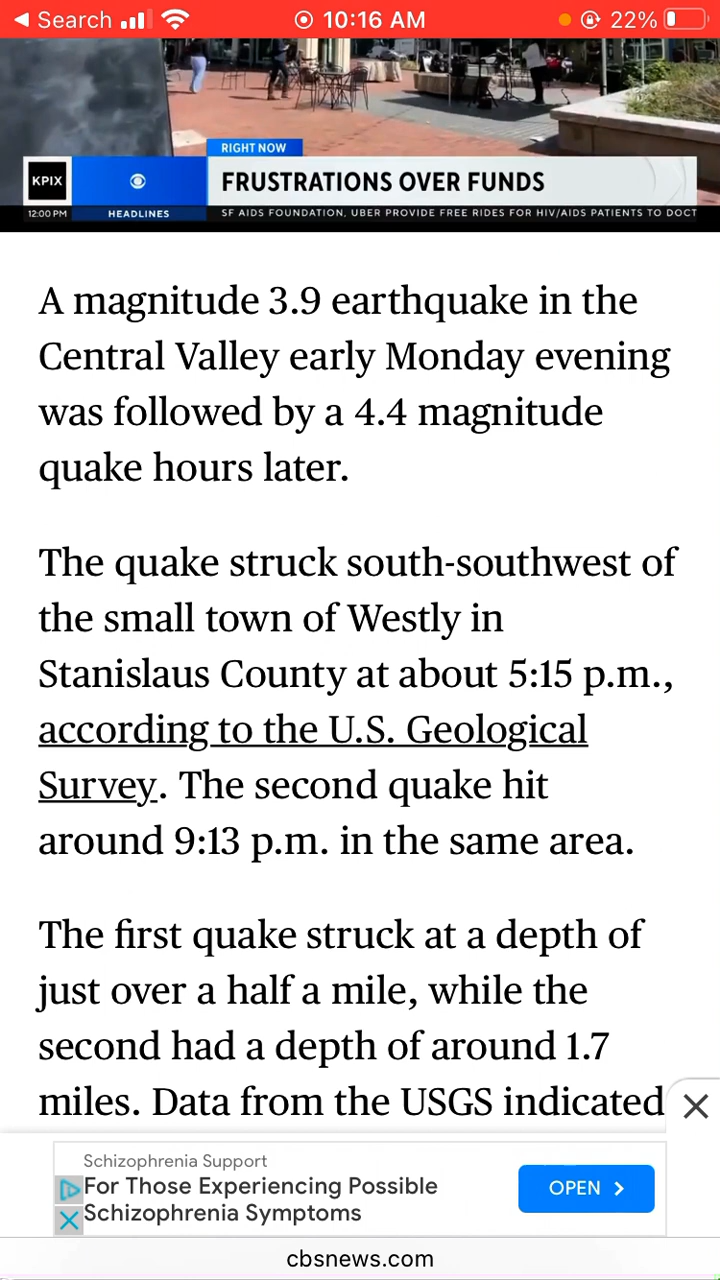 Search 10:16 AM 22%
RIGHT NOW
KPIX
FRUSTRATIONS OVER FUNDS
12:00 PM HEADLINES SF AIDS FOUNDATION, UBER PROVIDE FREE RIDES FOR HIV/AIDS PATIENTS TO DOCT
A magnitude 3.9 earthquake in the
Central Valley early Monday evening
was followed by a 4.4 magnitude
quake hours later.
The quake struck south-southwest of
the small town of Westly in
Stanislaus County at about 5:15 p.m.,
according to the U.S. Geological
Survey. The second quake hit
around 9:13 p.m. in the same area.
The first quake struck at a depth of
just over a half a mile, while the
second had a depth of around 1.7
miles. Data from the USGS indicated
Schizophrenia Support
For Those Experiencing Possible
Schizophrenia Symptoms
OPEN
cbsnews.com